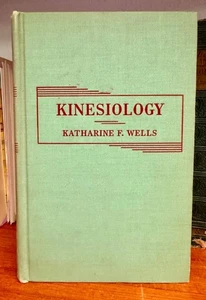 KINESIOLOGY
KATHARINE F. WELLS